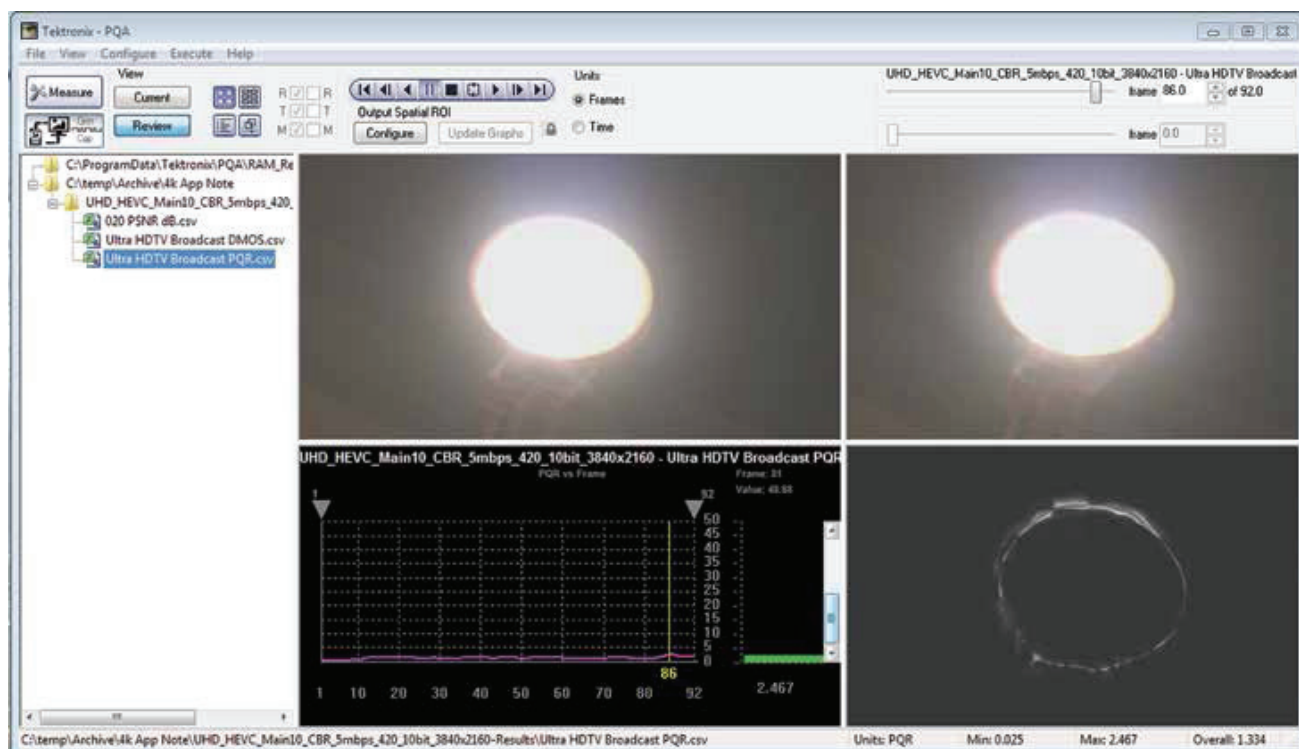 Tektronix - PQA
File View Configure Execute Help
Measure
View
Current
Review
R R
T T
M M
Output Spatial ROI
Configure
Update Graphs
Units
Frames
Time
UHD_HEVC_Main10_CBR_5mbps_420_10bit_3840x2160 - Ultra HDTV Broadcast
frame 86.0 of 92.0
frame 0.0
C:\ProgramData\Tektronix\PQA\RAM_Re
C:\temp\Archive\4k App Note
UHD_HEVC_Main10_CBR_5mbps_420_
020 PSNR dB.csv
Ultra HDTV Broadcast DMOS.csv
Ultra HDTV Broadcast PQR.csv
UHD_HEVC_Main10_CBR_5mbps_420_10bit_3840x2160 - Ultra HDTV Broadcast PQR
PQR vs Frame
Frame: 31
Value: 48.88
1
92
50
45
40
35
30
25
20
15
10
5
0
86
1 10 20 30 40 50 60 70 80 92
2.467
C:\temp\Archive\4k App Note\UHD_HEVC_Main10_CBR_5mbps_420_10bit_3840x2160-Results\Ultra HDTV Broadcast PQR.csv
Units: PQR Min: 0.025 Max: 2.467 Overall: 1.334